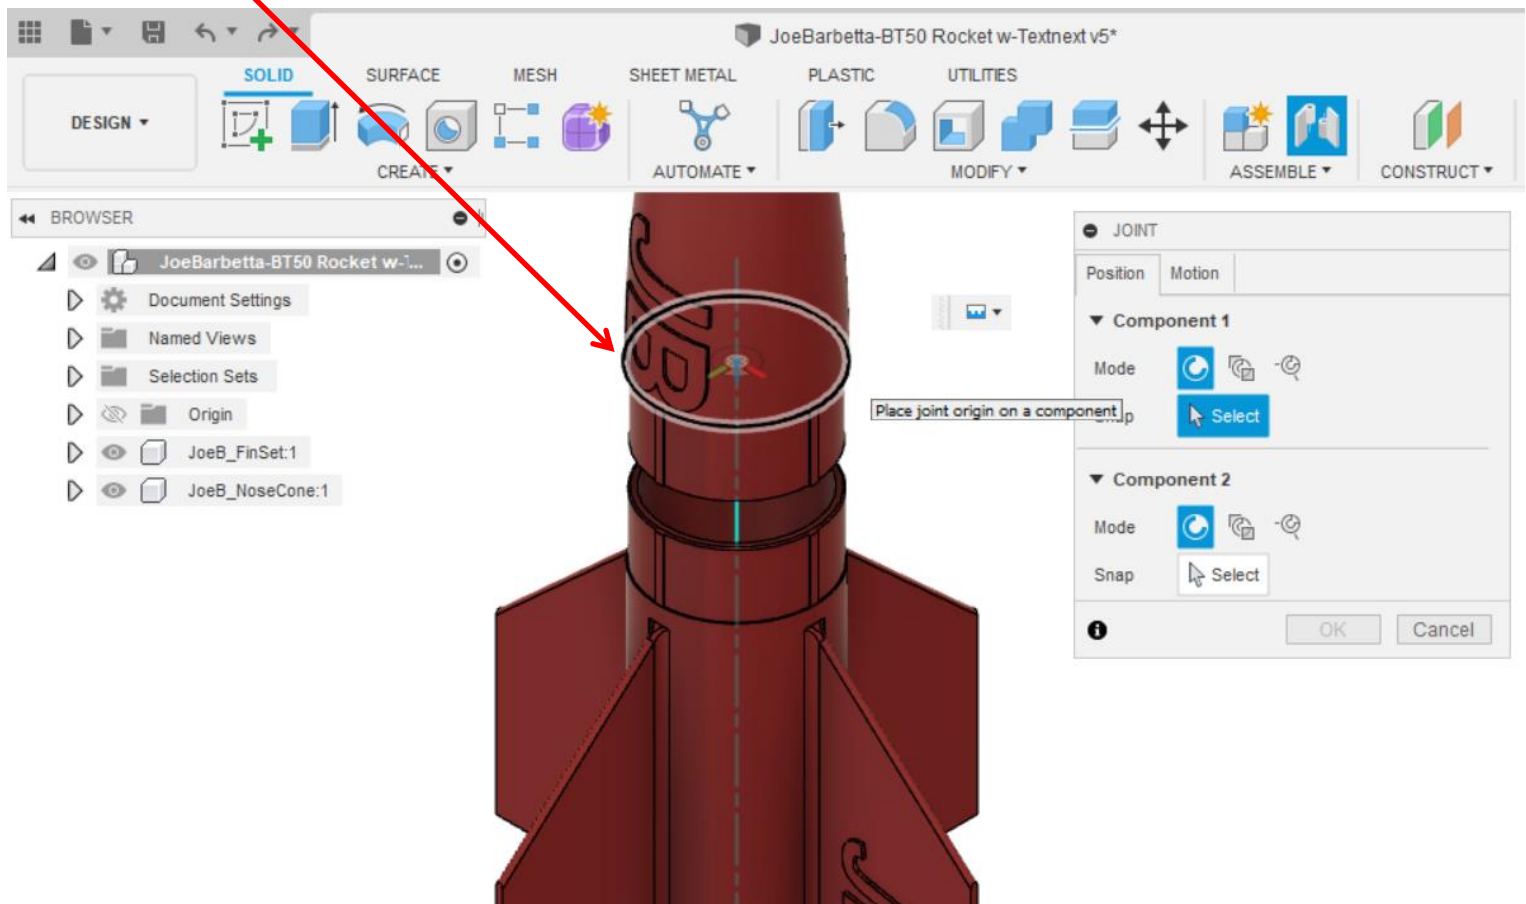 JoeBarbetta-BT50 Rocket w-Textnext v5*
SOLID SURFACE MESH SHEET METAL PLASTIC UTILITIES
DESIGN
CREATE AUTOMATE MODIFY ASSEMBLE CONSTRUCT
BROWSER
JoeBarbetta-BT50 Rocket w-T...
Document Settings
Named Views
Selection Sets
Origin
JoeB_FinSet:1
JoeB_NoseCone:1
JB
Place joint origin on a component
JOINT
Position Motion
Component 1
Mode
Select
Component 2
Mode
Snap Select
OK Cancel